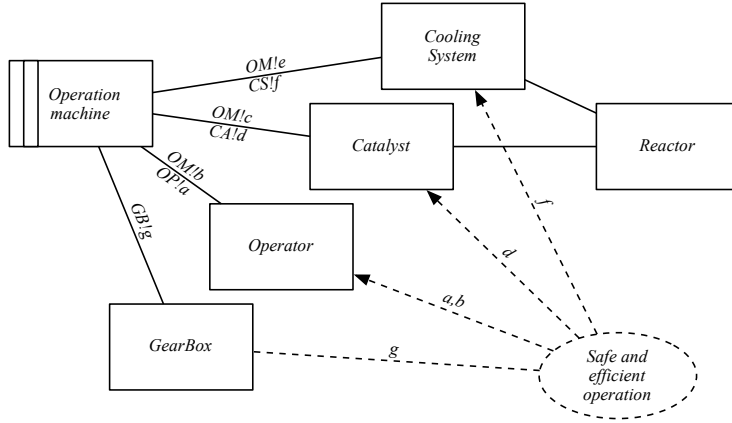 Cooling
System
OM!e
CS!f
Operation
machine
OM!c
CA!d
Catalyst
Reactor
OM!b
OP!a
f
GB!g
Operator
d
a,b
GearBox
g
Safe and
efficient
operation